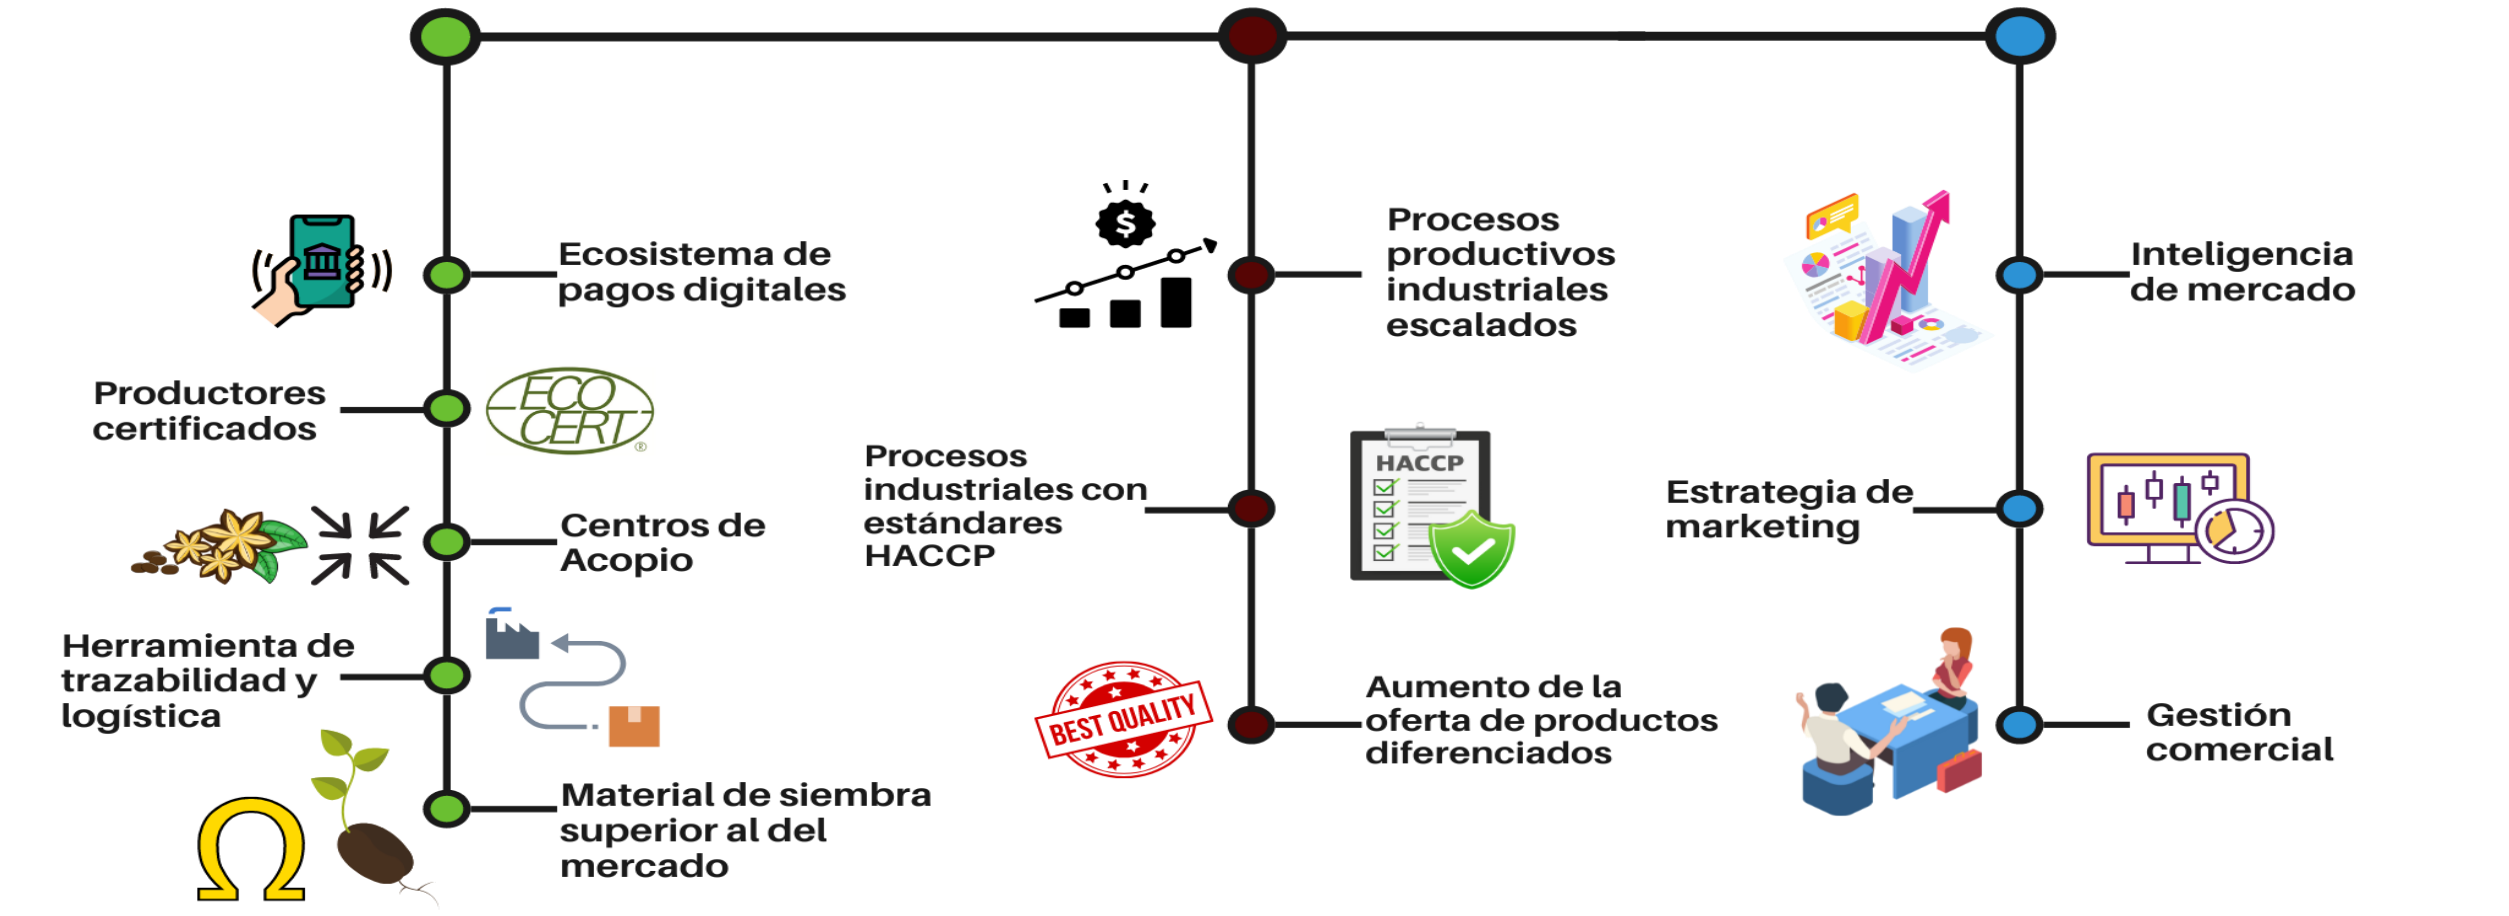 Ecosistema de
pagos digitales
Productores
certificados
ECO
CERT
®
Centros de
Acopio
Herramienta de
trazabilidad y
logística
Material de siembra
superior al del
mercado
Ω
$
Procesos
productivos
industriales
escalados
Procesos
industriales con
estándares
HACCP
HACCP
BEST QUALITY
Aumento de la
oferta de productos
diferenciados
Inteligencia
de mercado
Estrategia de
marketing
Gestión
comercial